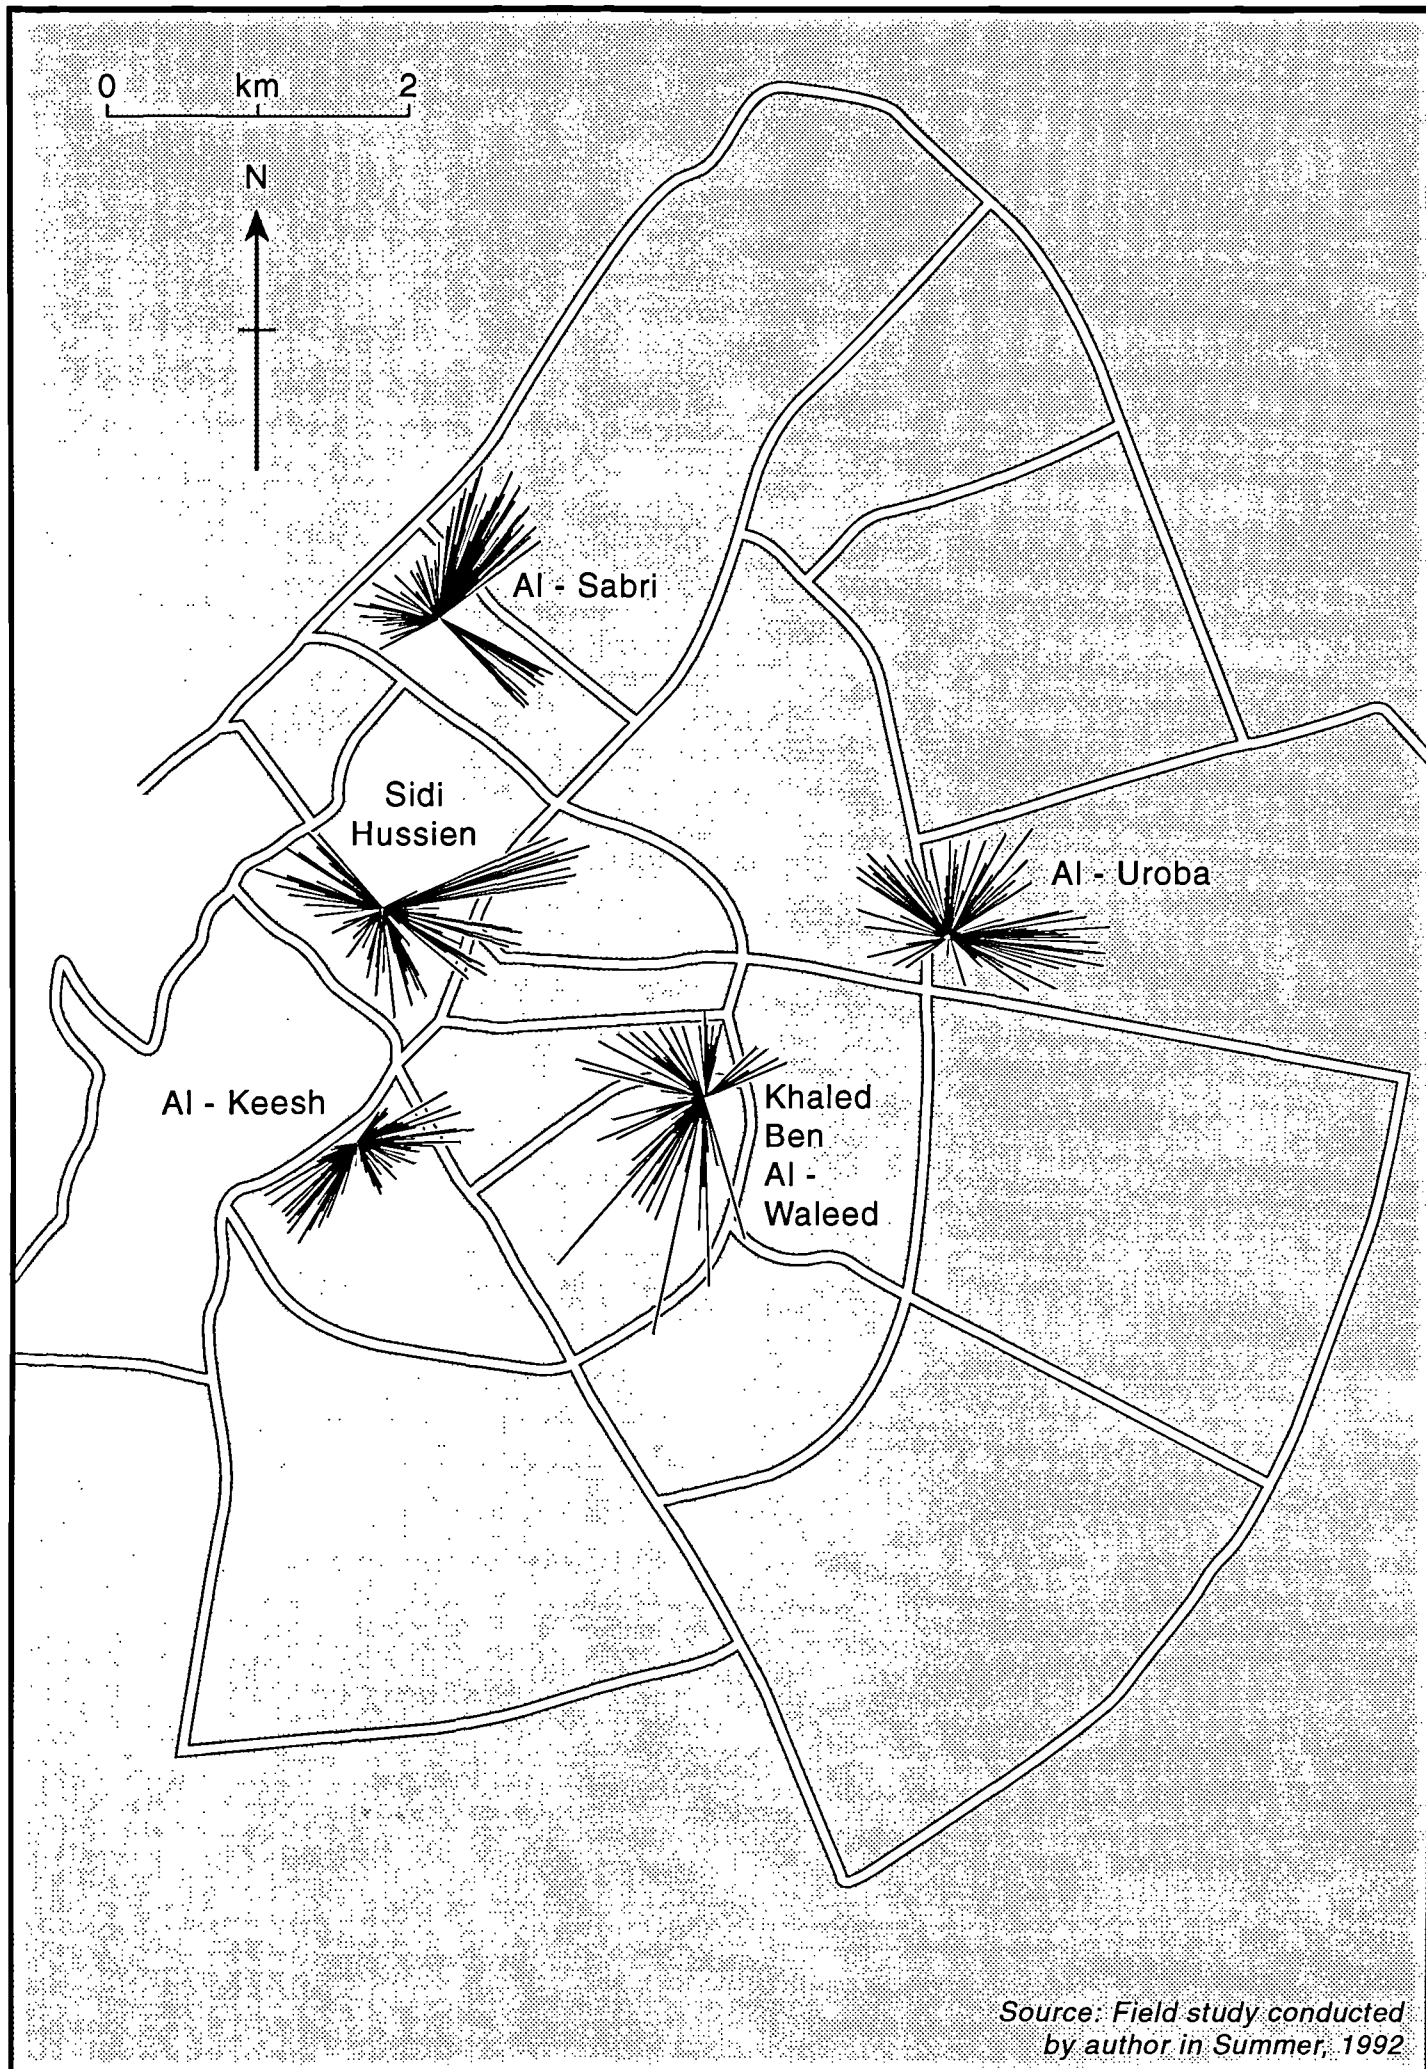 0 km 2
N
Al - Sabri
Sidi
Hussien
Al - Uroba
Al - Keesh
Khaled
Ben
Al -
Waleed
Source: Field study conducted
by author in Summer, 1992